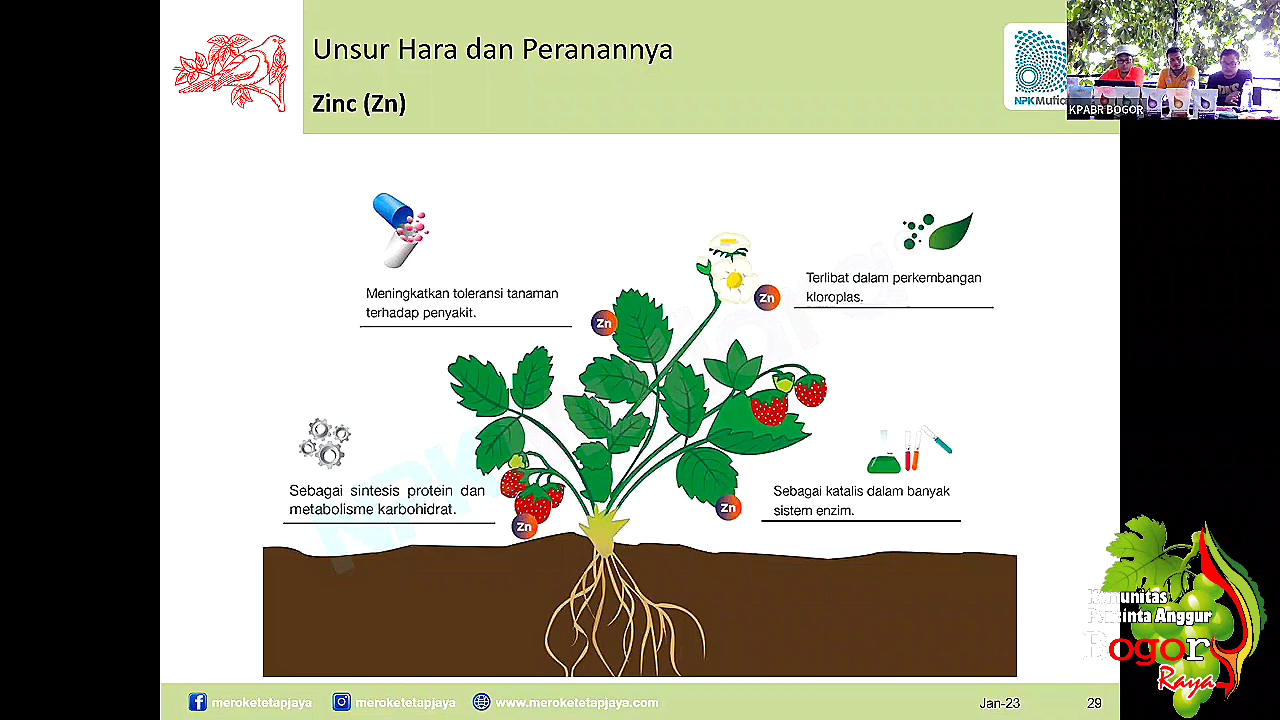 Unsur Hara dan Peranannya
Zinc (Zn)
NPK Mutiara
KPABR BOGOR
Meningkatkan toleransi tanaman
terhadap penyakit.
Terlibat dalam perkembangan
kloroplas.
Zn
Zn
Sebagai sintesis protein dan
metabolisme karbohidrat.
Sebagai katalis dalam banyak
sistem enzim.
Zn
Zn
Komunitas
Pencinta Anggur
Bogor
Raya
meroketetapjaya
meroketetapjaya
www.meroketetapjaya.com
Jan-23
29